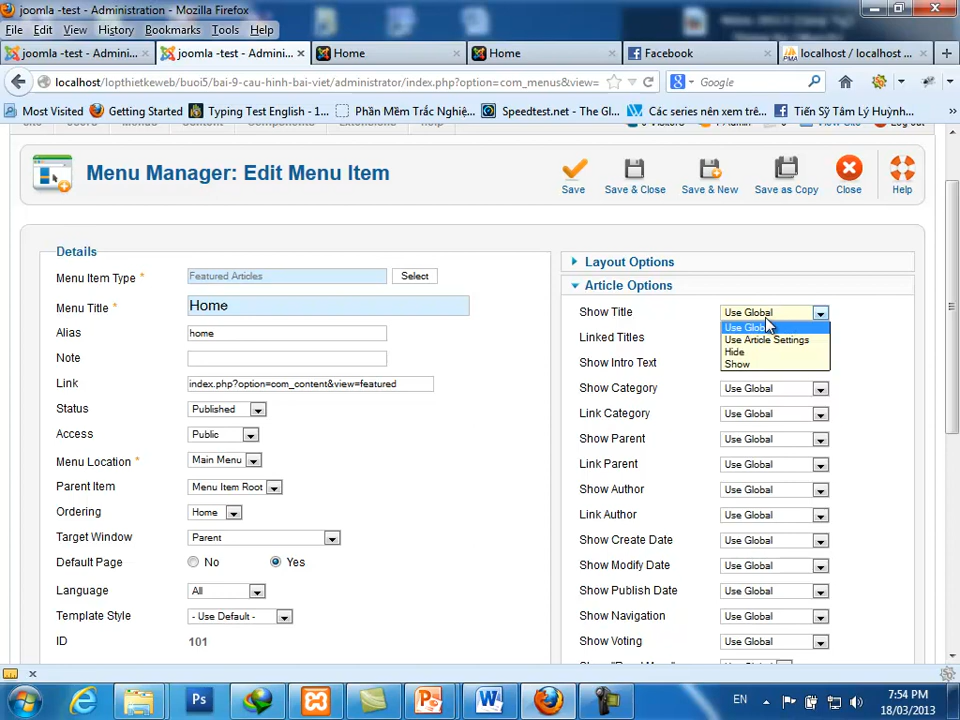 joomla -test - Administration - Mozilla Firefox
File Edit View History Bookmarks Tools Help
joomla -test - Admini... joomla -test - Admini... Home Home Facebook localhost / localhost ...
localhost/lopthietkeweb/buoi5/bai-9-cau-hinh-bai-viet/administrator/index.php?option=com_menus&view= Google
Most Visited Getting Started Typing Test English - 1... Phần Mềm Trắc Nghiệ... Speedtest.net - The Gl... Các series nên xem trê... Tiến Sỹ Tâm Lý Huỳnh...
Menu Manager: Edit Menu Item
Save Save & Close Save & New Save as Copy Close Help
Details
Menu Item Type * Featured Articles Select
Menu Title * Home
Alias home
Note
Link index.php?option=com_content&view=featured
Status Published
Access Public
Menu Location * Main Menu
Parent Item Menu Item Root
Ordering Home
Target Window Parent
Default Page No Yes
Language All
Template Style - Use Default -
ID 101
Layout Options
Article Options
Show Title Use Global
Use Global
Use Article Settings
Hide
Show
Linked Titles
Show Intro Text
Show Category Use Global
Link Category Use Global
Show Parent Use Global
Link Parent Use Global
Show Author Use Global
Link Author Use Global
Show Create Date Use Global
Show Modify Date Use Global
Show Publish Date Use Global
Show Navigation Use Global
Show Voting Use Global
EN 7:54 PM
18/03/2013